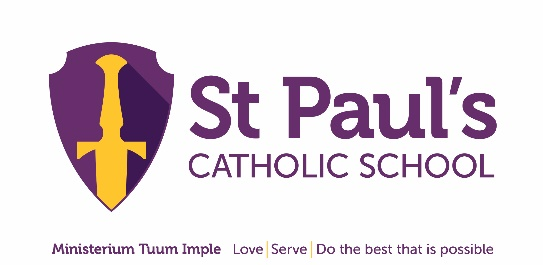 St Paul's
CATHOLIC SCHOOL
Ministerium Tuum Imple Love | Serve | Do the best that is possible